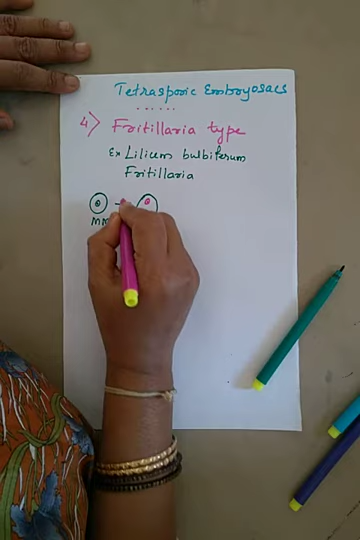 Tetrasporic Embryosacs
4) Fritillaria type
Ex Lilium bulbiferum
Fritillaria